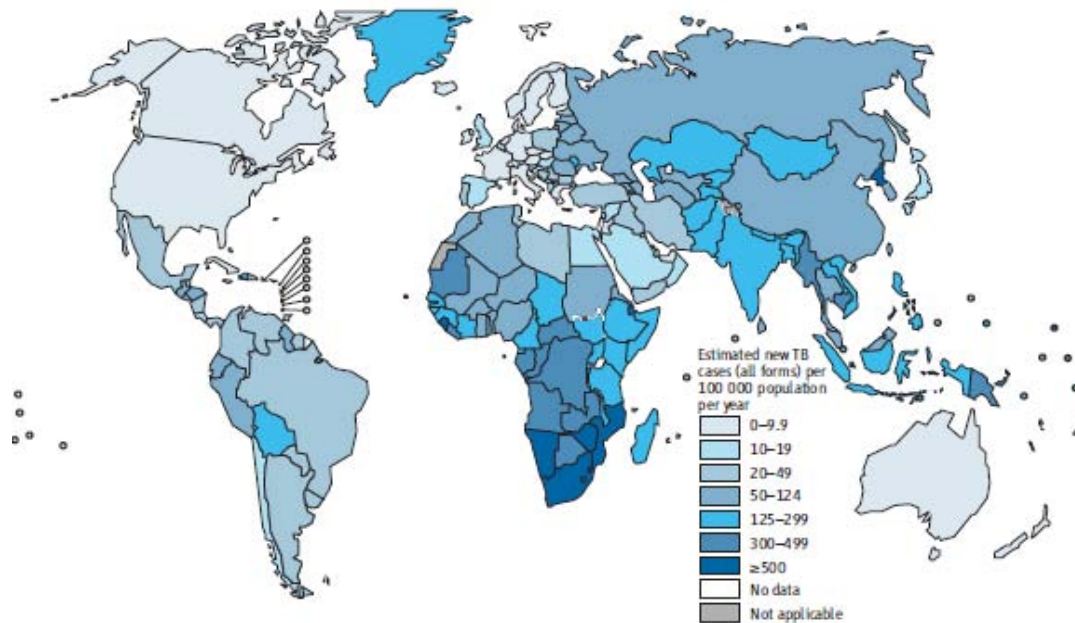 Estimated new TB
cases (all forms) per
100 000 population
per year
0–9.9
10–19
20–49
50–124
125–299
300–499
≥500
No data
Not applicable